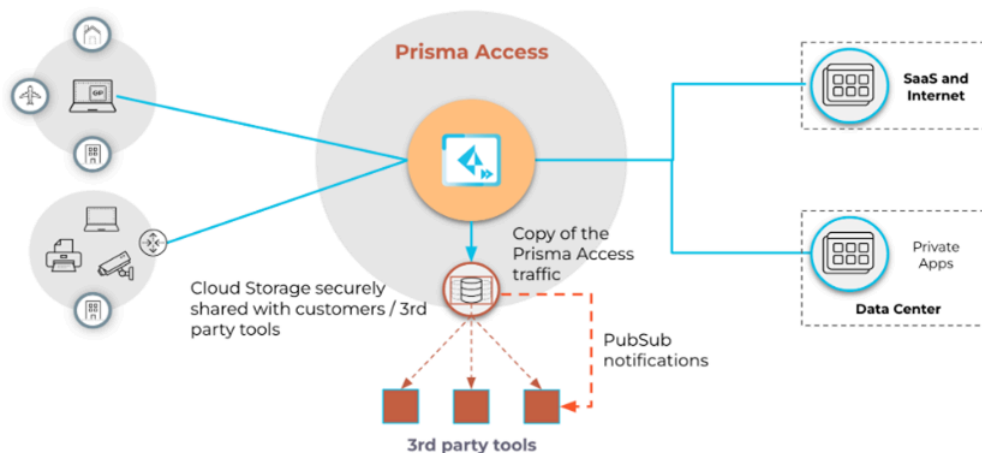 Prisma Access
GP
SaaS and
Internet
Copy of the
Prisma Access
traffic
Private
Apps
Data Center
Cloud Storage securely
shared with customers / 3rd
party tools
PubSub
notifications
3rd party tools